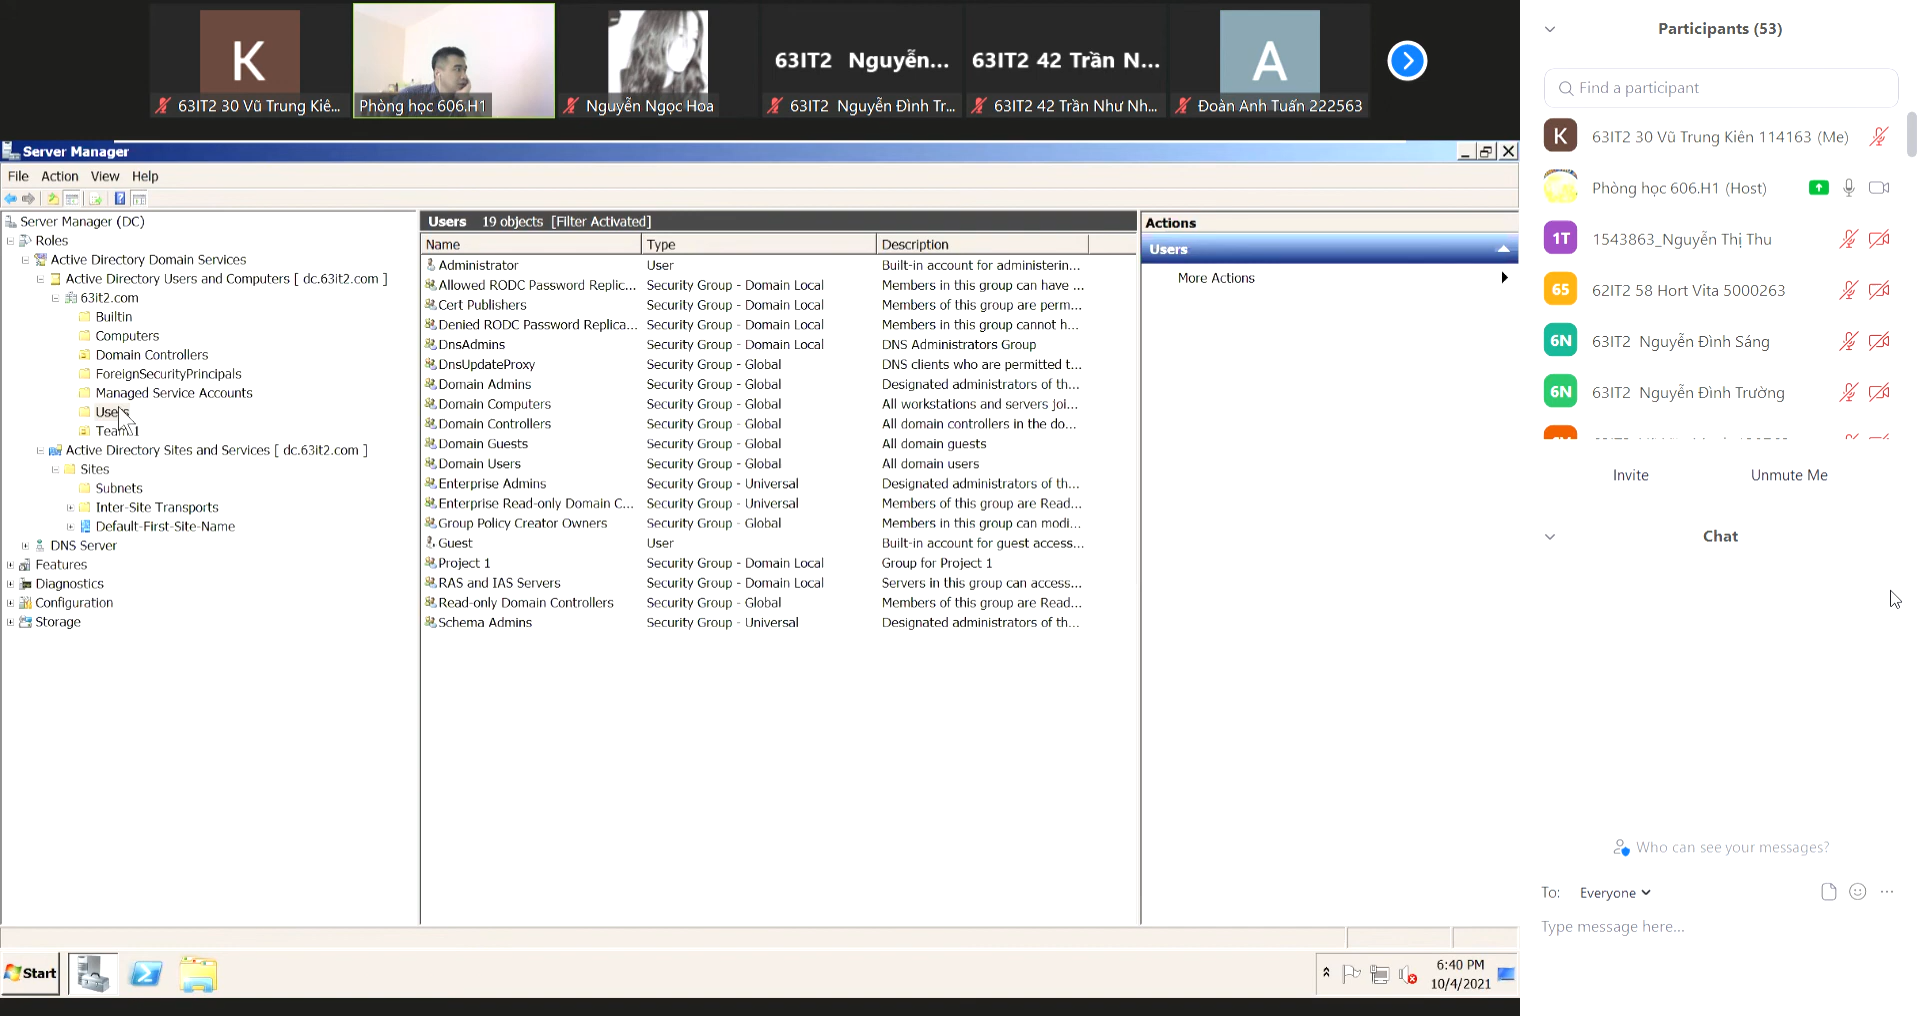 K
63IT2 30 Vũ Trung Kiê...
Phòng học 606.H1
Nguyễn Ngọc Hoa
63IT2 Nguyễn...
63IT2 Nguyễn Đình Tr...
63IT2 42 Trần N...
63IT2 42 Trần Như Nh...
A
Đoàn Anh Tuấn 222563
Server Manager
File Action View Help
Server Manager (DC)
Roles
Active Directory Domain Services
Active Directory Users and Computers [ dc.63it2.com ]
63it2.com
Builtin
Computers
Domain Controllers
ForeignSecurityPrincipals
Managed Service Accounts
Users
Active Directory Sites and Services [ dc.63it2.com ]
Sites
Subnets
Inter-Site Transports
Default-First-Site-Name
DNS Server
Features
Diagnostics
Configuration
Storage
Users 19 objects [Filter Activated]
Name Type Description
Administrator User Built-in account for administerin...
Allowed RODC Password Replic... Security Group - Domain Local Members in this group can have ...
Cert Publishers Security Group - Domain Local Members of this group are perm...
Denied RODC Password Replica... Security Group - Domain Local Members in this group cannot h...
DnsAdmins Security Group - Domain Local DNS Administrators Group
DnsUpdateProxy Security Group - Global DNS clients who are permitted t...
Domain Admins Security Group - Global Designated administrators of th...
Domain Computers Security Group - Global All workstations and servers joi...
Domain Controllers Security Group - Global All domain controllers in the do...
Domain Guests Security Group - Global All domain guests
Domain Users Security Group - Global All domain users
Enterprise Admins Security Group - Universal Designated administrators of th...
Enterprise Read-only Domain C... Security Group - Universal Members of this group are Read...
Group Policy Creator Owners Security Group - Global Members in this group can modi...
Guest User Built-in account for guest access...
Project 1 Security Group - Domain Local Group for Project 1
RAS and IAS Servers Security Group - Domain Local Servers in this group can access...
Read-only Domain Controllers Security Group - Global Members of this group are Read...
Schema Admins Security Group - Universal Designated administrators of th...
Actions
Users
More Actions
Start
6:40 PM
10/4/2021
Participants (53)
Find a participant
K 63IT2 30 Vũ Trung Kiên 114163 (Me)
Phòng học 606.H1 (Host)
1T 1543863_Nguyễn Thị Thu
65 62IT2 58 Hort Vita 5000263
6N 63IT2 Nguyễn Đình Sáng
6N 63IT2 Nguyễn Đình Trường
Invite Unmute Me
Chat
Who can see your messages?
To: Everyone
Type message here...